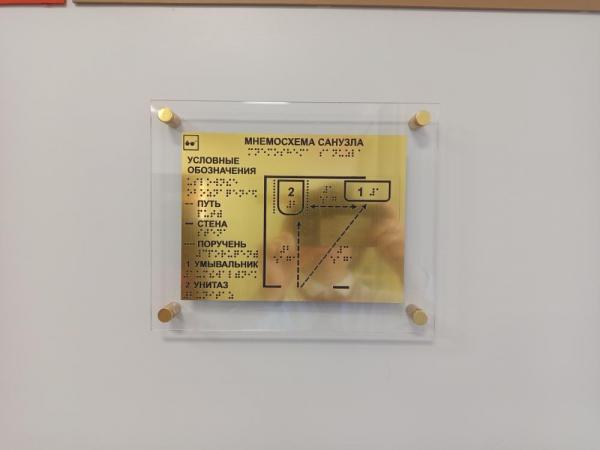 МНЕМОСХЕМА САНУЗЛА
УСЛОВНЫЕ
ОБОЗНАЧЕНИЯ
ПУТЬ
СТЕНА
ПОРУЧЕНЬ
1 УМЫВАЛЬНИК
2 УНИТАЗ
2
1